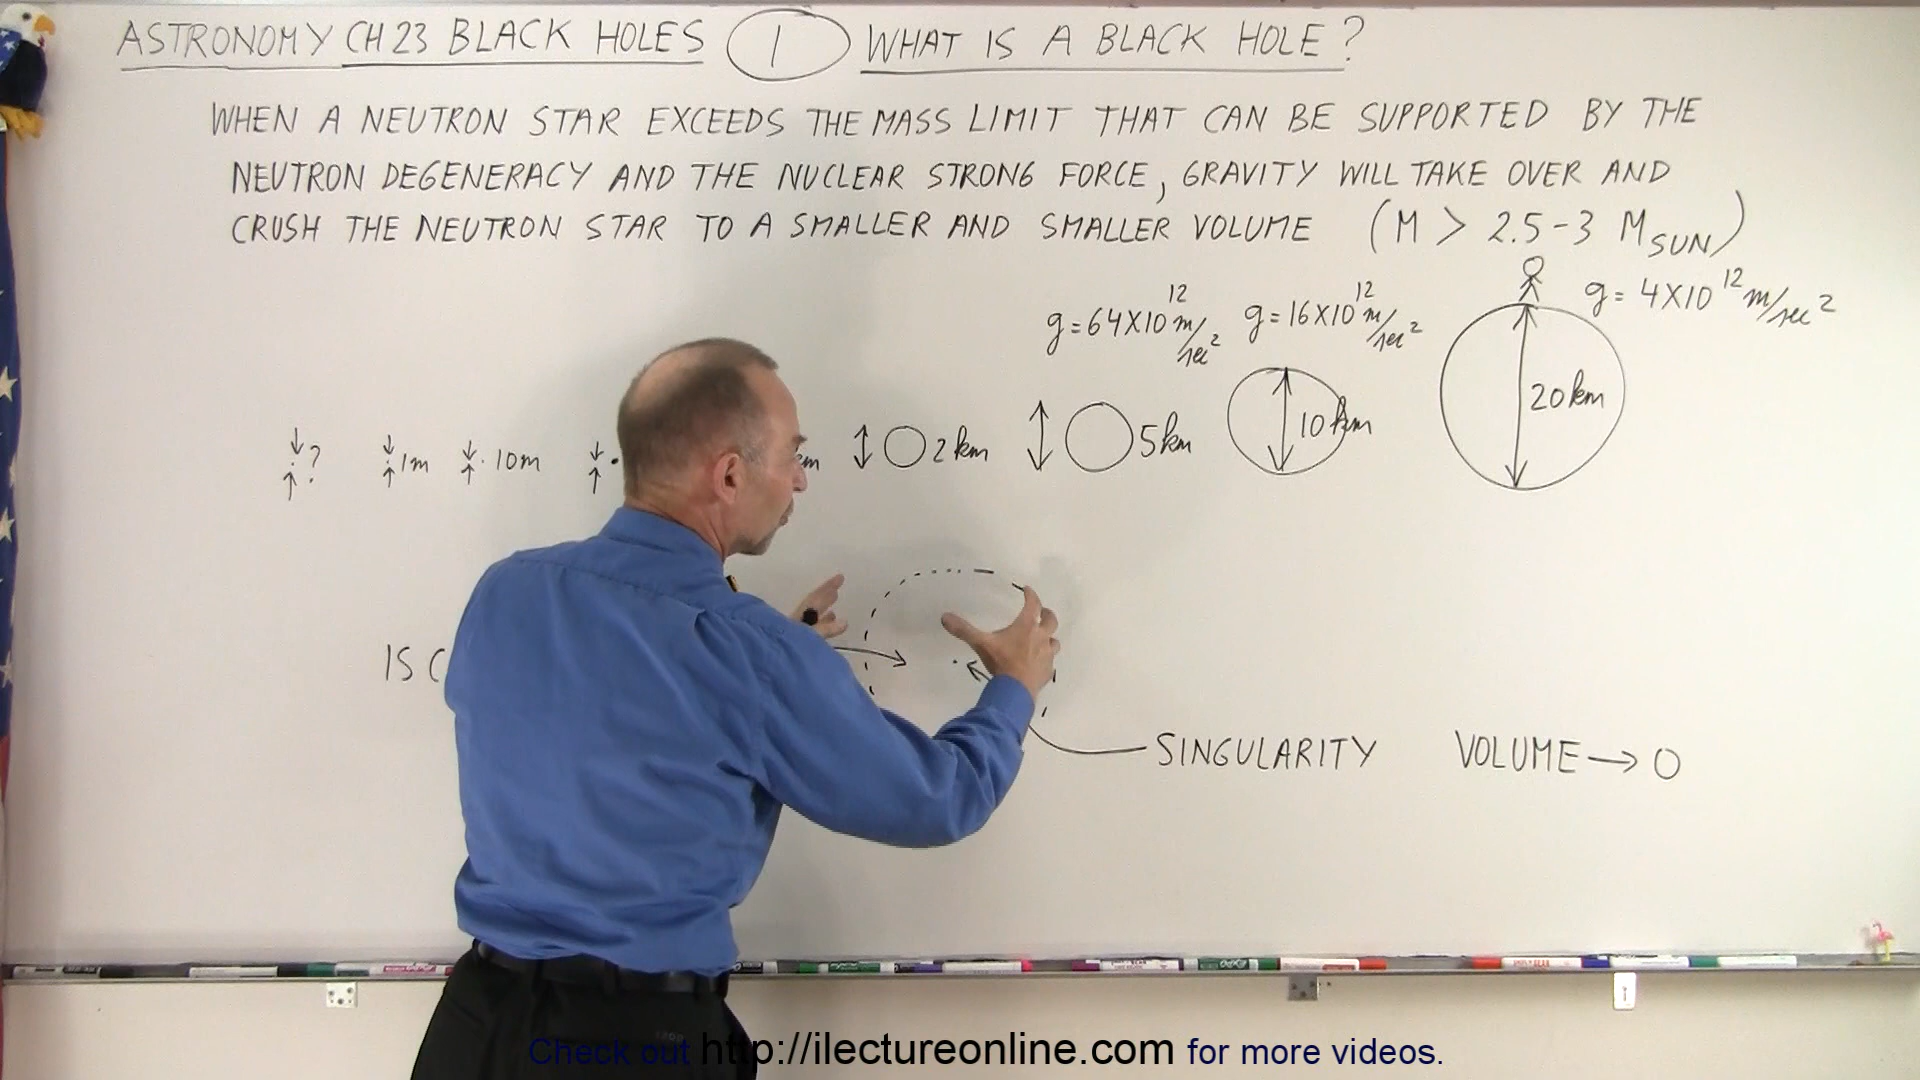 ASTRONOMY CH 23 BLACK HOLES 1 WHAT IS A BLACK HOLE?
WHEN A NEUTRON STAR EXCEEDS THE MASS LIMIT THAT CAN BE SUPPORTED BY THE
NEUTRON DEGENERACY AND THE NUCLEAR STRONG FORCE, GRAVITY WILL TAKE OVER AND
CRUSH THE NEUTRON STAR TO A SMALLER AND SMALLER VOLUME (M > 2.5-3 M_SUN)
g = 64X10^12 m/sec^2 g = 16X10^12 m/sec^2 g = 4X10^12 m/sec^2
? 1m 10m km 2km 5km 10km 20km
IS
SINGULARITY VOLUME → 0
Check out http://ilectureonline.com for more videos.